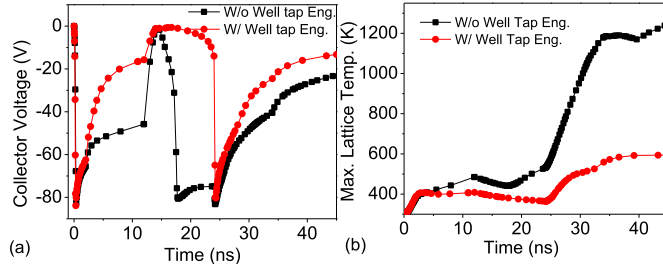 0
-20
-40
-60
-80
Collector Voltage (V)
W/o Well tap Eng.
W/ Well tap Eng.
0
10
20
30
40
Time (ns)
(a)
1200
1000
800
600
400
Max. Lattice Temp. (K)
W/o Well Tap Eng.
W/ Well Tap Eng.
0
10
20
30
40
Time (ns)
(b)